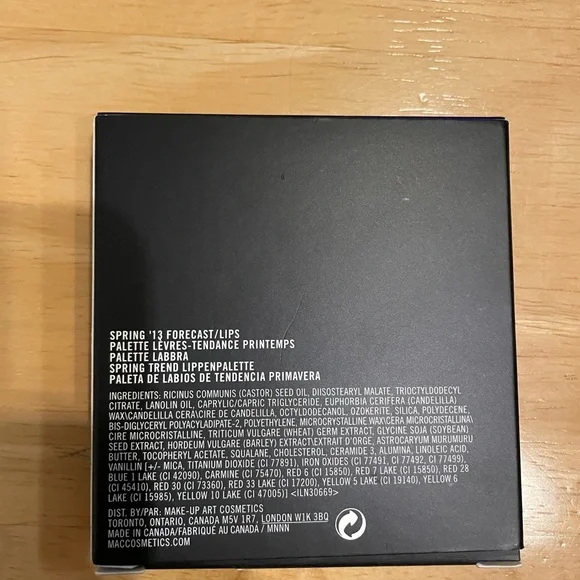 SPRING '13 FORECAST/LIPS
PALETTE LÈVRES-TENDANCE PRINTEMPS
PALETTE LABBRA
SPRING TREND LIPPENPALETTE
PALETA DE LABIOS DE TENDENCIA PRIMAVERA
INGREDIENTS: RICINUS COMMUNIS (CASTOR) SEED OIL, DIISOSTEARYL MALATE, TRIOCTYLDODECYL
CITRATE, LANOLIN OIL, CAPRYLIC/CAPRIC TRIGLYCERIDE, EUPHORBIA CERIFERA (CANDELILLA)
WAX\CANDELILLA CERA\CIRE DE CANDELILLA, OCTYLDODECANOL, OZOKERITE, SILICA, POLYDECENE,
BIS-DIGLYCERYL POLYACYLADIPATE-2, POLYETHYLENE, MICROCRYSTALLINE WAX\CERA MICROCRISTALLINA\
CIRE MICROCRISTALLINE, TRITICUM VULGARE (WHEAT) GERM EXTRACT, GLYCINE SOJA (SOYBEAN)
SEED EXTRACT, HORDEUM VULGARE (BARLEY) EXTRACT\EXTRAIT D'ORGE, ASTROCARYUM MURUMURU
BUTTER, TOCOPHERYL ACETATE, SQUALANE, CHOLESTEROL, CERAMIDE 3, ALUMINA, LINOLEIC ACID,
VANILLIN [+/- MICA, TITANIUM DIOXIDE (CI 77891), IRON OXIDES (CI 77491, CI 77492, CI 77499),
BLUE 1 LAKE (CI 42090), CARMINE (CI 75470), RED 6 (CI 15850), RED 7 LAKE (CI 15850), RED 28
(CI 45410), RED 30 (CI 73360), RED 33 LAKE (CI 17200), YELLOW 5 LAKE (CI 19140), YELLOW 6
LAKE (CI 15985), YELLOW 10 LAKE (CI 47005)] <ILN30669>
DIST. BY/PAR: MAKE-UP ART COSMETICS
TORONTO, ONTARIO, CANADA M5V 1R7, LONDON W1K 3BQ
MADE IN CANADA/FABRIQUÉ AU CANADA / MNNN
MACCOSMETICS.COM